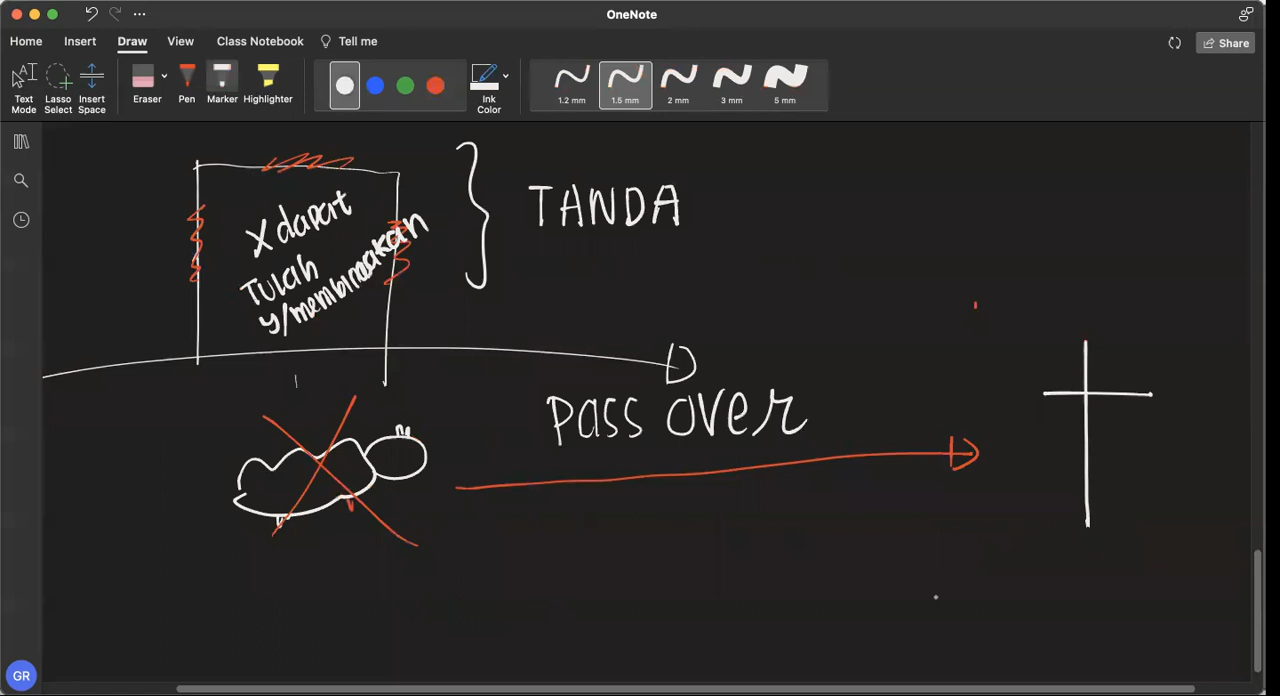 OneNote
Home Insert Draw View Class Notebook Tell me
Share
Text Mode
Lasso Select
Insert Space
Eraser
Pen
Marker
Highlighter
Ink Color
1.2 mm
1.5 mm
2 mm
3 mm
5 mm
X dapat
Tulah
y/membinasakan
TANDA
Pass over
GR